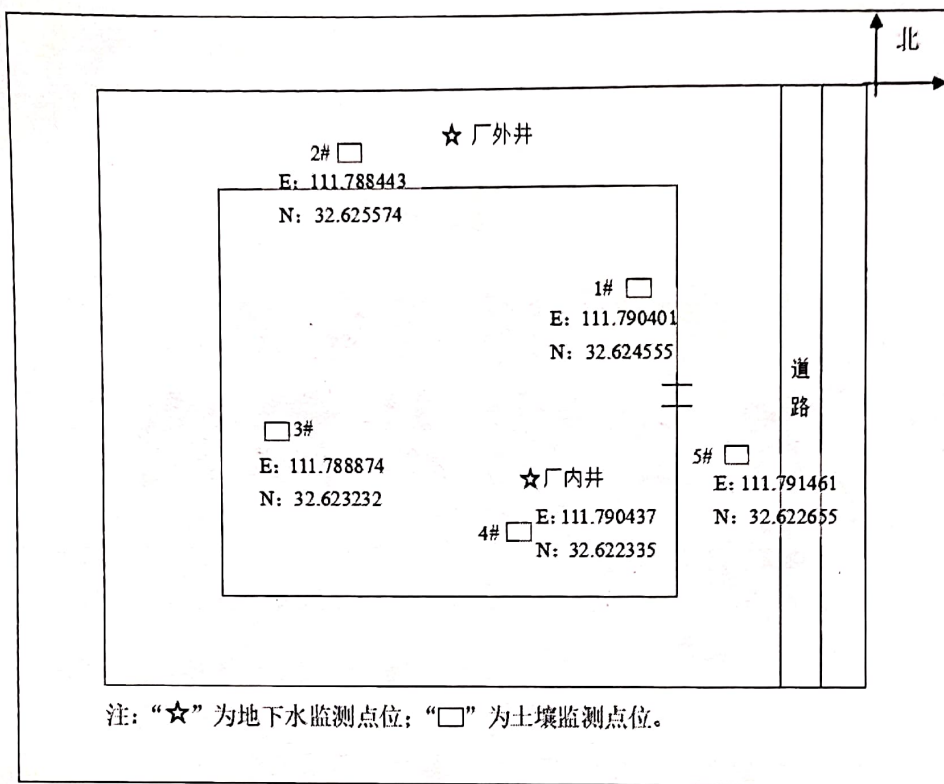 北
☆ 厂外井
2# □
E: 111.788443
N: 32.625574
1# □
E: 111.790401
N: 32.624555
道
路
□ 3#
E: 111.788874
N: 32.623232
☆ 厂内井
4# □
E: 111.790437
N: 32.622335
5# □
E: 111.791461
N: 32.622655
注：“☆”为地下水监测点位；“□”为土壤监测点位。